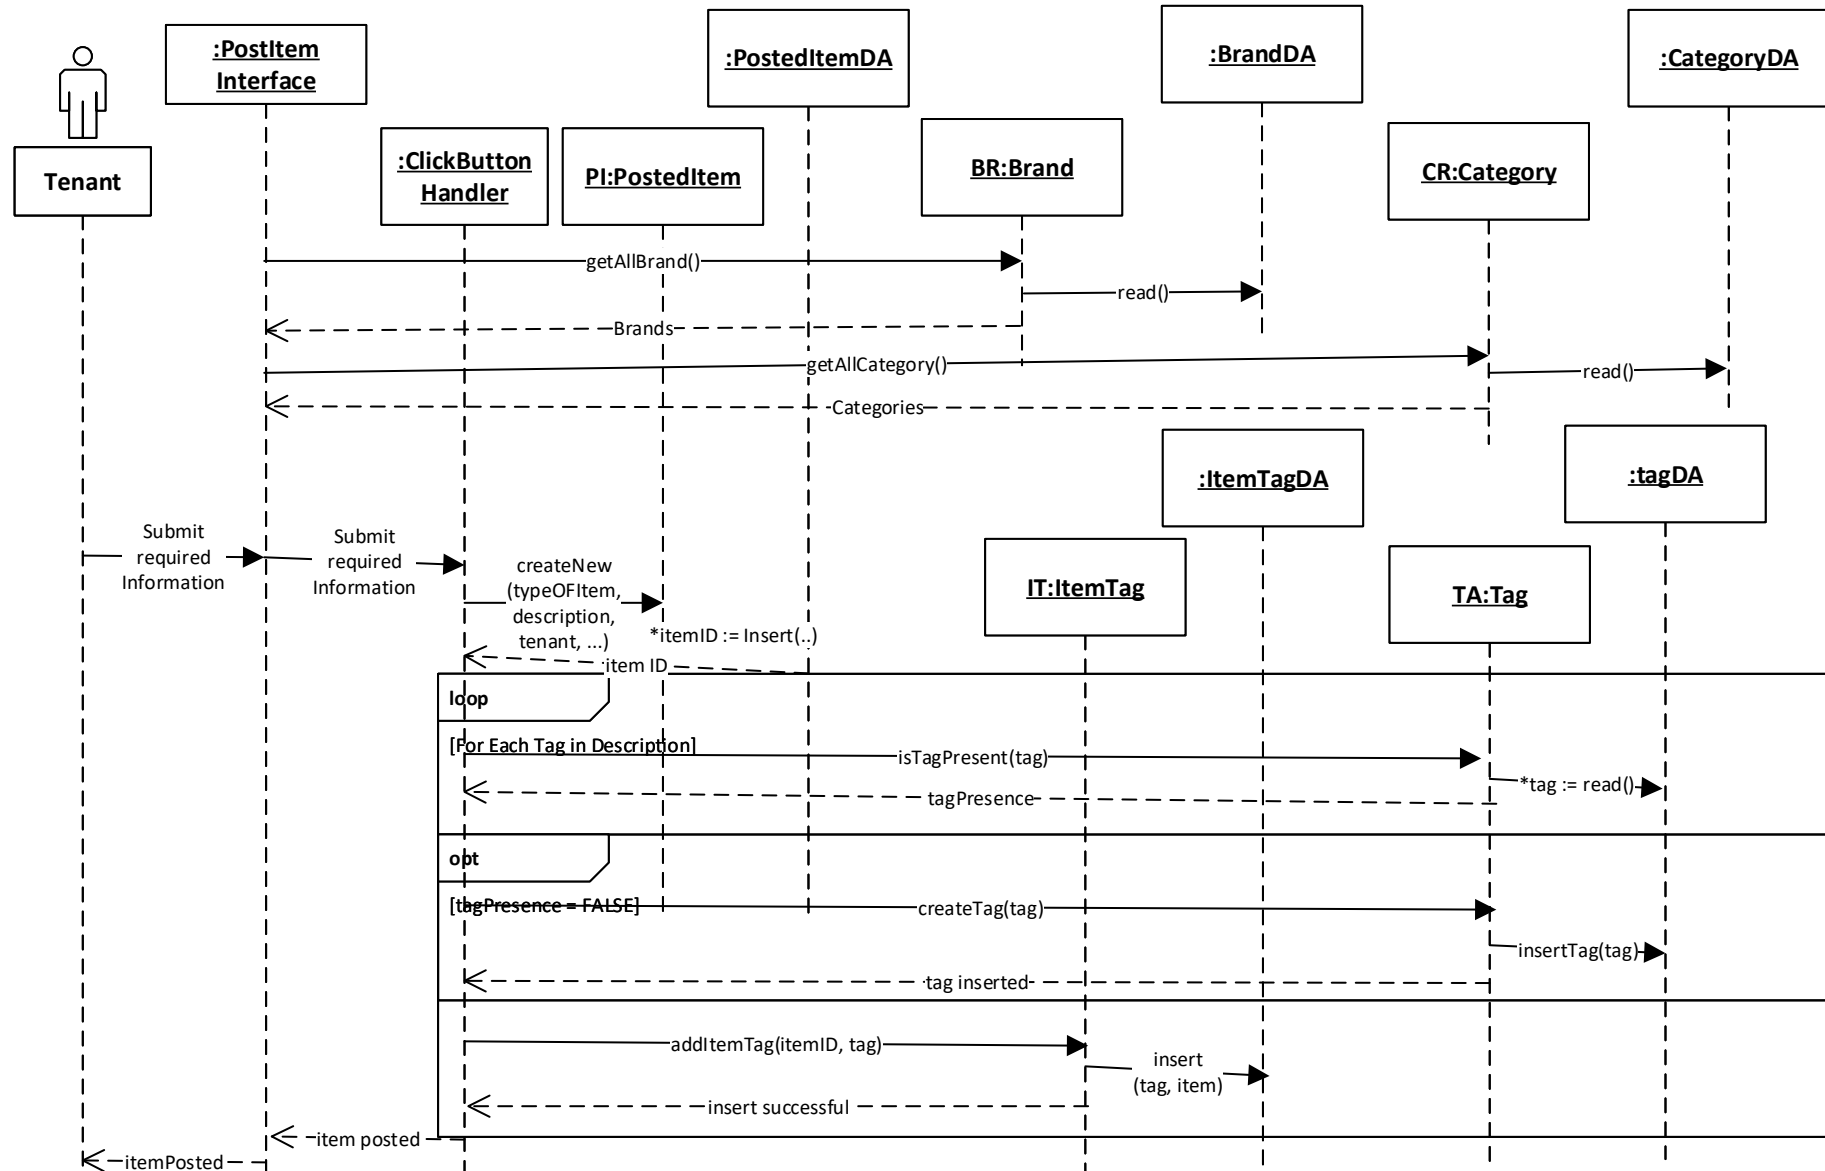 :PostItem
Interface
:PostedItemDA
:BrandDA
:CategoryDA
Tenant
:ClickButton
Handler
PI:PostedItem
BR:Brand
CR:Category
getAllBrand()
read()
Brands
getAllCategory()
read()
Categories
:ItemTagDA
:tagDA
Submit
required
Information
Submit
required
Information
createNew
(typeOFItem,
description,
tenant, ...)
*itemID := Insert(..)
IT:ItemTag
TA:Tag
item ID
loop
[For Each Tag in Description]
isTagPresent(tag)
*tag := read()
tagPresence
opt
[tagPresence = FALSE]
createTag(tag)
insertTag(tag)
tag inserted
addItemTag(itemID, tag)
insert
(tag, item)
insert successful
item posted
itemPosted